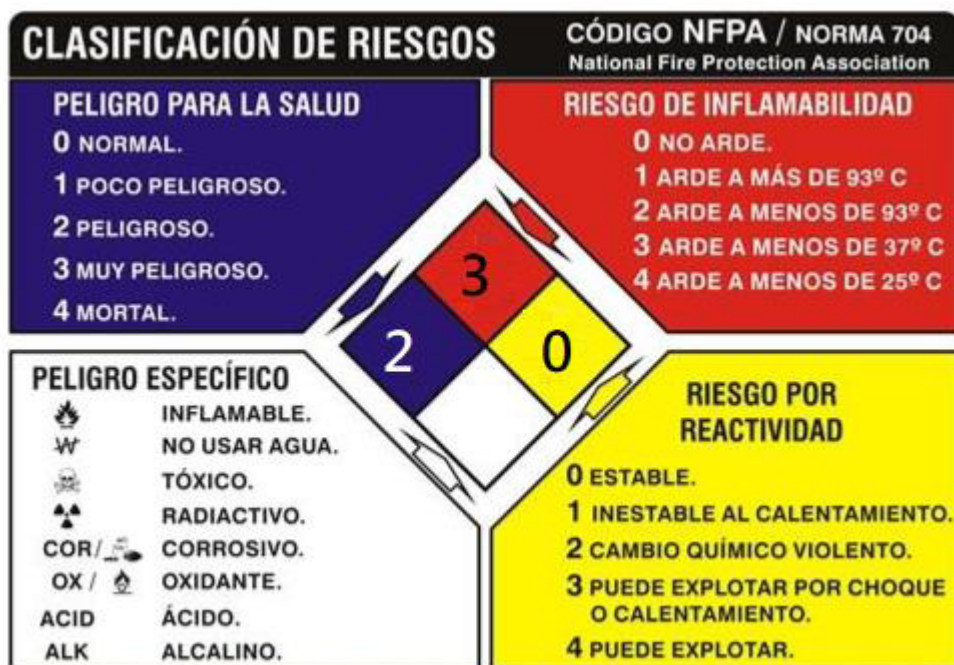 CLASIFICACIÓN DE RIESGOS
CÓDIGO NFPA / NORMA 704
National Fire Protection Association
PELIGRO PARA LA SALUD
0 NORMAL.
1 POCO PELIGROSO.
2 PELIGROSO.
3 MUY PELIGROSO.
4 MORTAL.
RIESGO DE INFLAMABILIDAD
0 NO ARDE.
1 ARDE A MÁS DE 93º C
2 ARDE A MENOS DE 93º C
3 ARDE A MENOS DE 37º C
4 ARDE A MENOS DE 25º C
3
2
0
PELIGRO ESPECÍFICO
INFLAMABLE.
W NO USAR AGUA.
TÓXICO.
RADIACTIVO.
COR/ CORROSIVO.
OX / OXIDANTE.
ACID ÁCIDO.
ALK ALCALINO.
RIESGO POR
REACTIVIDAD
0 ESTABLE.
1 INESTABLE AL CALENTAMIENTO.
2 CAMBIO QUÍMICO VIOLENTO.
3 PUEDE EXPLOTAR POR CHOQUE
O CALENTAMIENTO.
4 PUEDE EXPLOTAR.